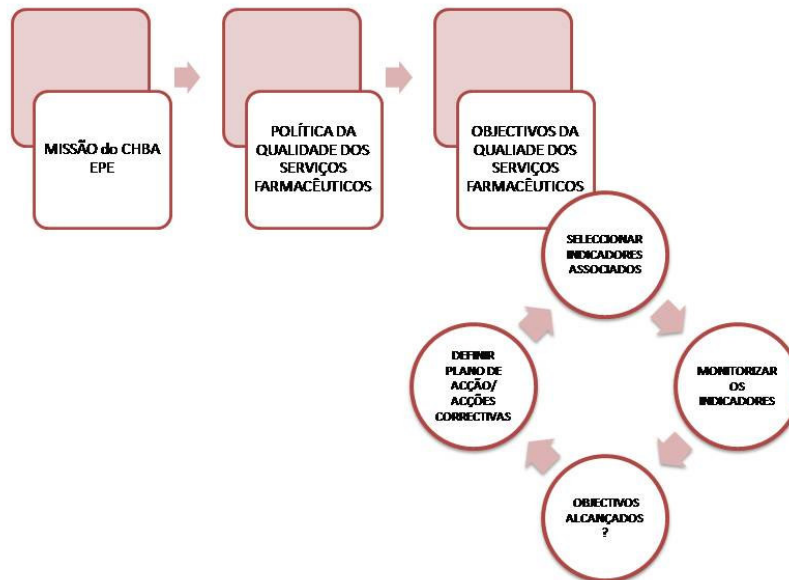 MISSÃO do CHBA
EPE
POLÍTICA DA
QUALIDADE DOS
SERVIÇOS
FARMACÊUTICOS
OBJECTIVOS DA
QUALIADE DOS
SERVIÇOS
FARMACÊUTICOS
SELECCIONAR
INDICADORES
ASSOCIADOS
MONITORIZAR
OS
INDICADORES
OBJECTIVOS
ALCANÇADOS
?
DEFINIR
PLANO DE
ACÇÃO/
ACÇÕES
CORRECTIVAS